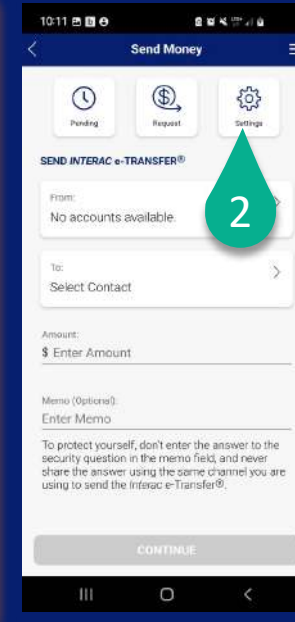 10:11
Send Money
Pending Request Settings
SEND INTERAC e-TRANSFER®
From:
No accounts available.
2
To:
Select Contact
Amount:
$ Enter Amount
Memo (Optional):
Enter Memo
To protect yourself, don't enter the answer to the
security question in the memo field, and never
share the answer using the same channel you are
using to send the Interac e-Transfer®.
CONTINUE